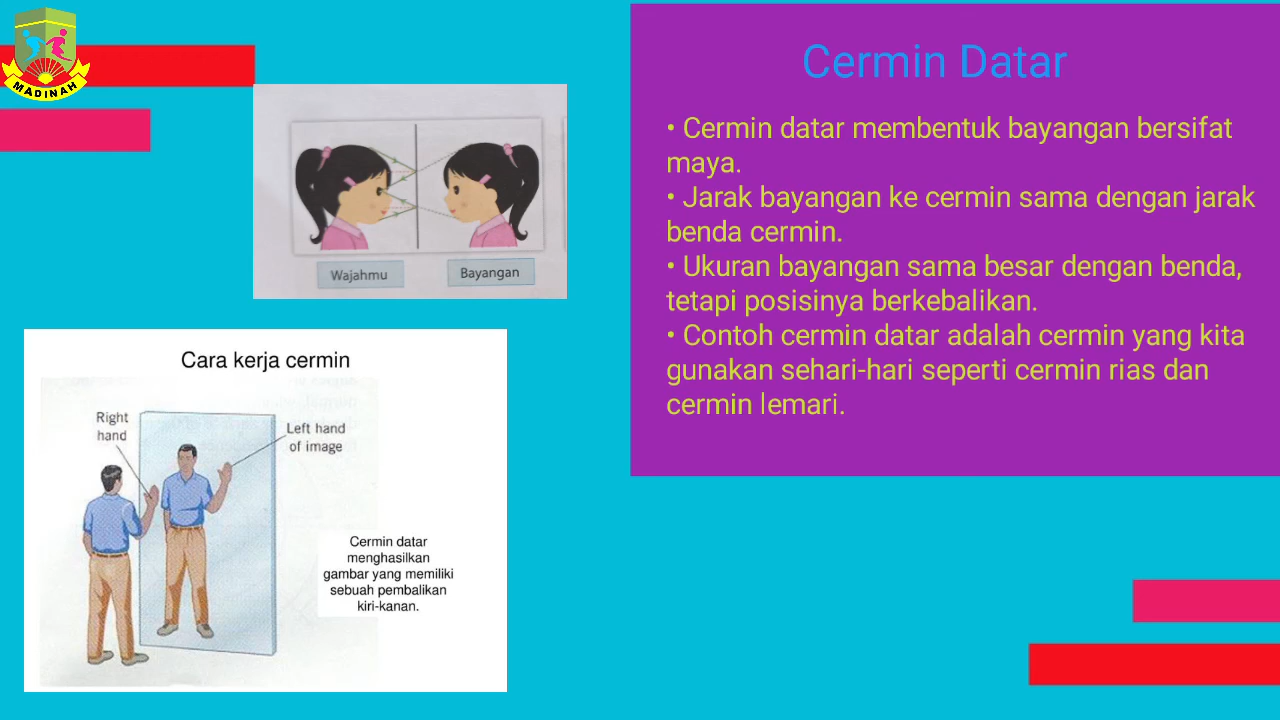 MADINAH
Wajahmu
Bayangan
Cara kerja cermin
Right
hand
Left hand
of image
Cermin datar
menghasilkan
gambar yang memiliki
sebuah pembalikan
kiri-kanan.
Cermin Datar
• Cermin datar membentuk bayangan bersifat
maya.
• Jarak bayangan ke cermin sama dengan jarak
benda cermin.
• Ukuran bayangan sama besar dengan benda,
tetapi posisinya berkebalikan.
• Contoh cermin datar adalah cermin yang kita
gunakan sehari-hari seperti cermin rias dan
cermin lemari.